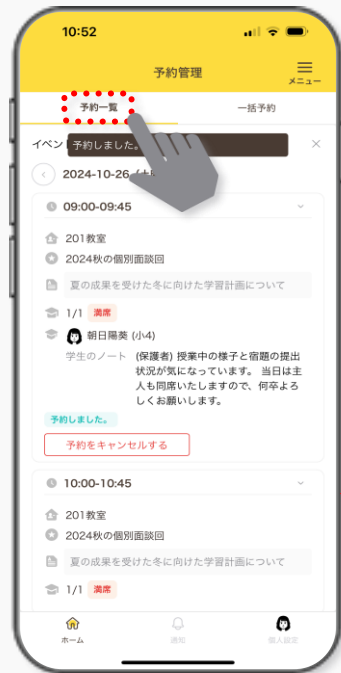 10:52
予約管理
メニュー
予約一覧
一括予約
イベン
予約しました。
2024-10-26
09:00-09:45
201教室
2024秋の個別面談回
夏の成果を受けた冬に向けた学習計画について
1/1 満席
朝日陽葵 (小4)
学生のノート (保護者) 授業中の様子と宿題の提出
状況が気になっています。 当日は主
人も同席いたしますので、何卒よろ
しくお願いします。
予約しました。
予約をキャンセルする
10:00-10:45
201教室
2024秋の個別面談回
夏の成果を受けた冬に向けた学習計画について
1/1 満席
ホーム
通知
個人設定